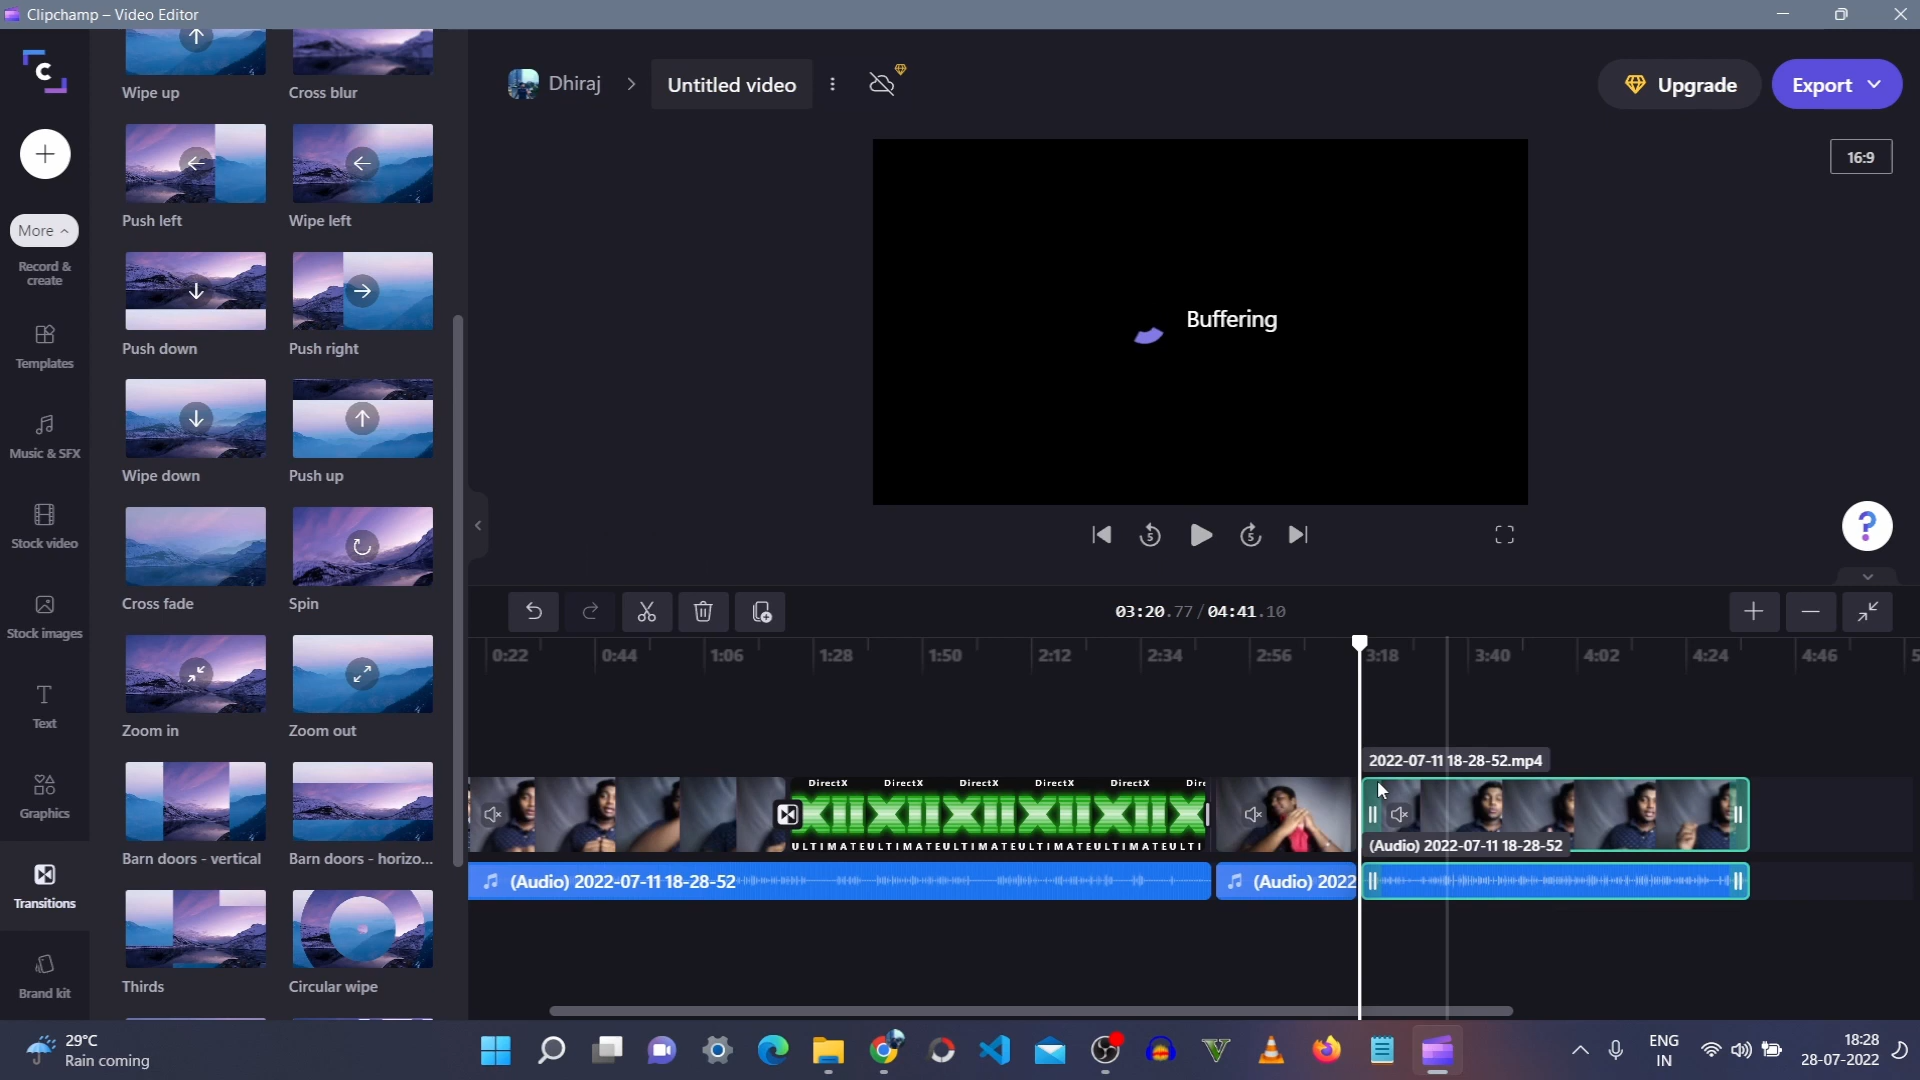 Clipchamp – Video Editor
C
More
Record &
create
Templates
Music & SFX
Stock video
Stock images
Text
Graphics
Transitions
Brand kit
Wipe up
Cross blur
Push left
Wipe left
Push down
Push right
Wipe down
Push up
Cross fade
Spin
Zoom in
Zoom out
Barn doors - vertical
Barn doors - horizo...
Thirds
Circular wipe
Dhiraj
Untitled video
Upgrade
Export
16:9
Buffering
5
5
?
03:20.77 / 04:41.10
0:22
0:44
1:06
1:28
1:50
2:12
2:34
2:56
3:18
3:40
4:02
4:24
4:46
5
2022-07-11 18-28-52.mp4
DirectX DirectX DirectX DirectX DirectX Dire
XIIXIIXIIXIIXIIX
ULTIMATEULTIMATEULTIMATEULTIMATEULTIMATEULTI
(Audio) 2022-07-11 18-28-52
(Audio) 2022-07-11 18-28-52
(Audio) 2022
29°C
Rain coming
ENG
IN
18:28
28-07-2022